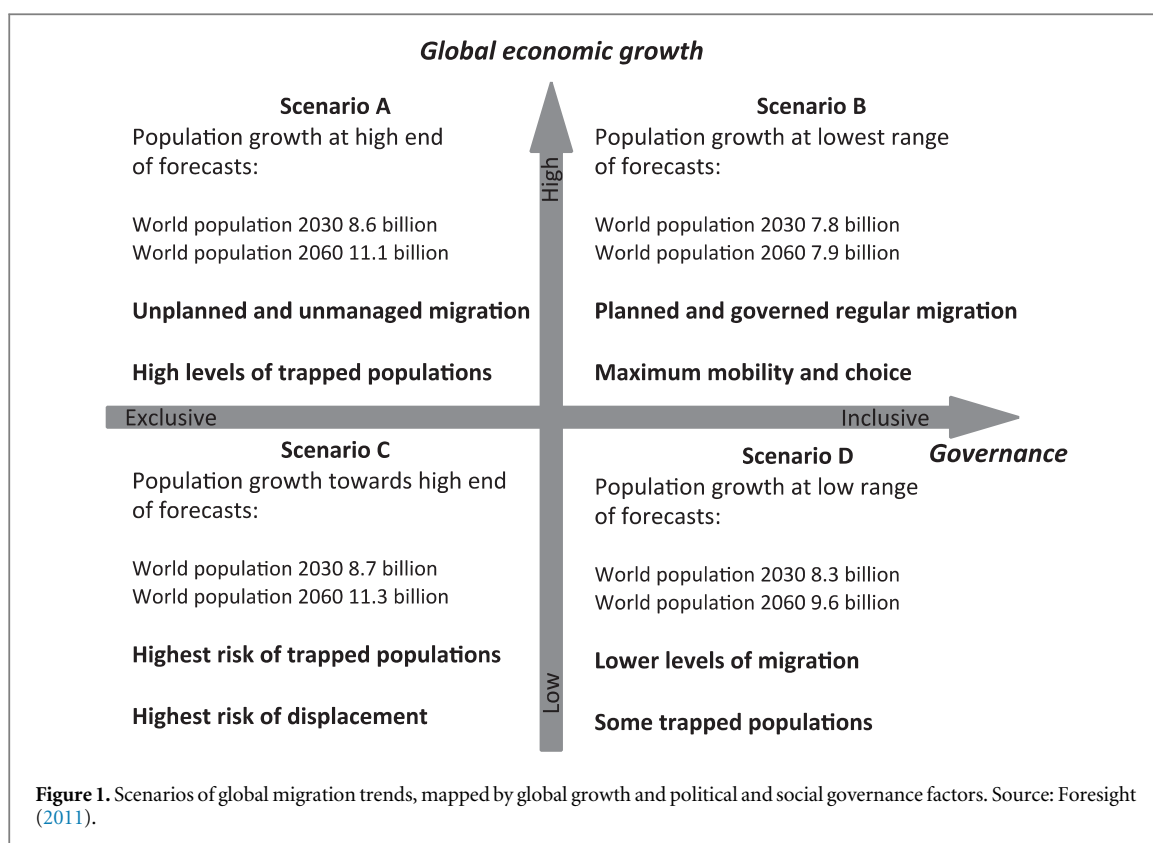 Global economic growth
Scenario A
Population growth at high end
of forecasts:
World population 2030 8.6 billion
World population 2060 11.1 billion
Unplanned and unmanaged migration
High levels of trapped populations
High
Scenario B
Population growth at lowest range
of forecasts:
World population 2030 7.8 billion
World population 2060 7.9 billion
Planned and governed regular migration
Maximum mobility and choice
Exclusive
Inclusive
Governance
Scenario C
Population growth towards high end
of forecasts:
World population 2030 8.7 billion
World population 2060 11.3 billion
Highest risk of trapped populations
Highest risk of displacement
Low
Scenario D
Population growth at low range
of forecasts:
World population 2030 8.3 billion
World population 2060 9.6 billion
Lower levels of migration
Some trapped populations
Figure 1. Scenarios of global migration trends, mapped by global growth and political and social governance factors. Source: Foresight
(2011).